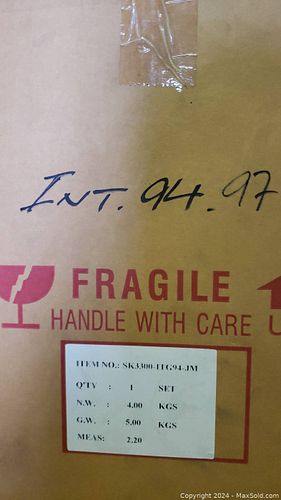 INT. 94. 97
FRAGILE
HANDLE WITH CARE
ITEM NO.: SK3300-ITG94-JM
Q'TY : 1 SET
N.W. : 4.00 KGS
G.W. : 5.00 KGS
MEAS: 2.20
Copyright 2024 - MaxSold.com